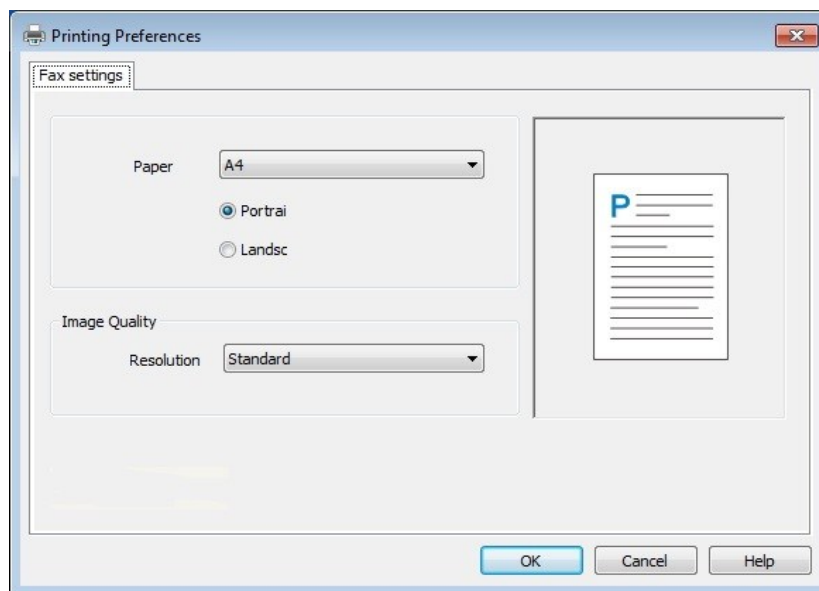 Printing Preferences
Fax settings
Paper A4
Portrai
Landsc
P
Image Quality
Resolution Standard
OK Cancel Help